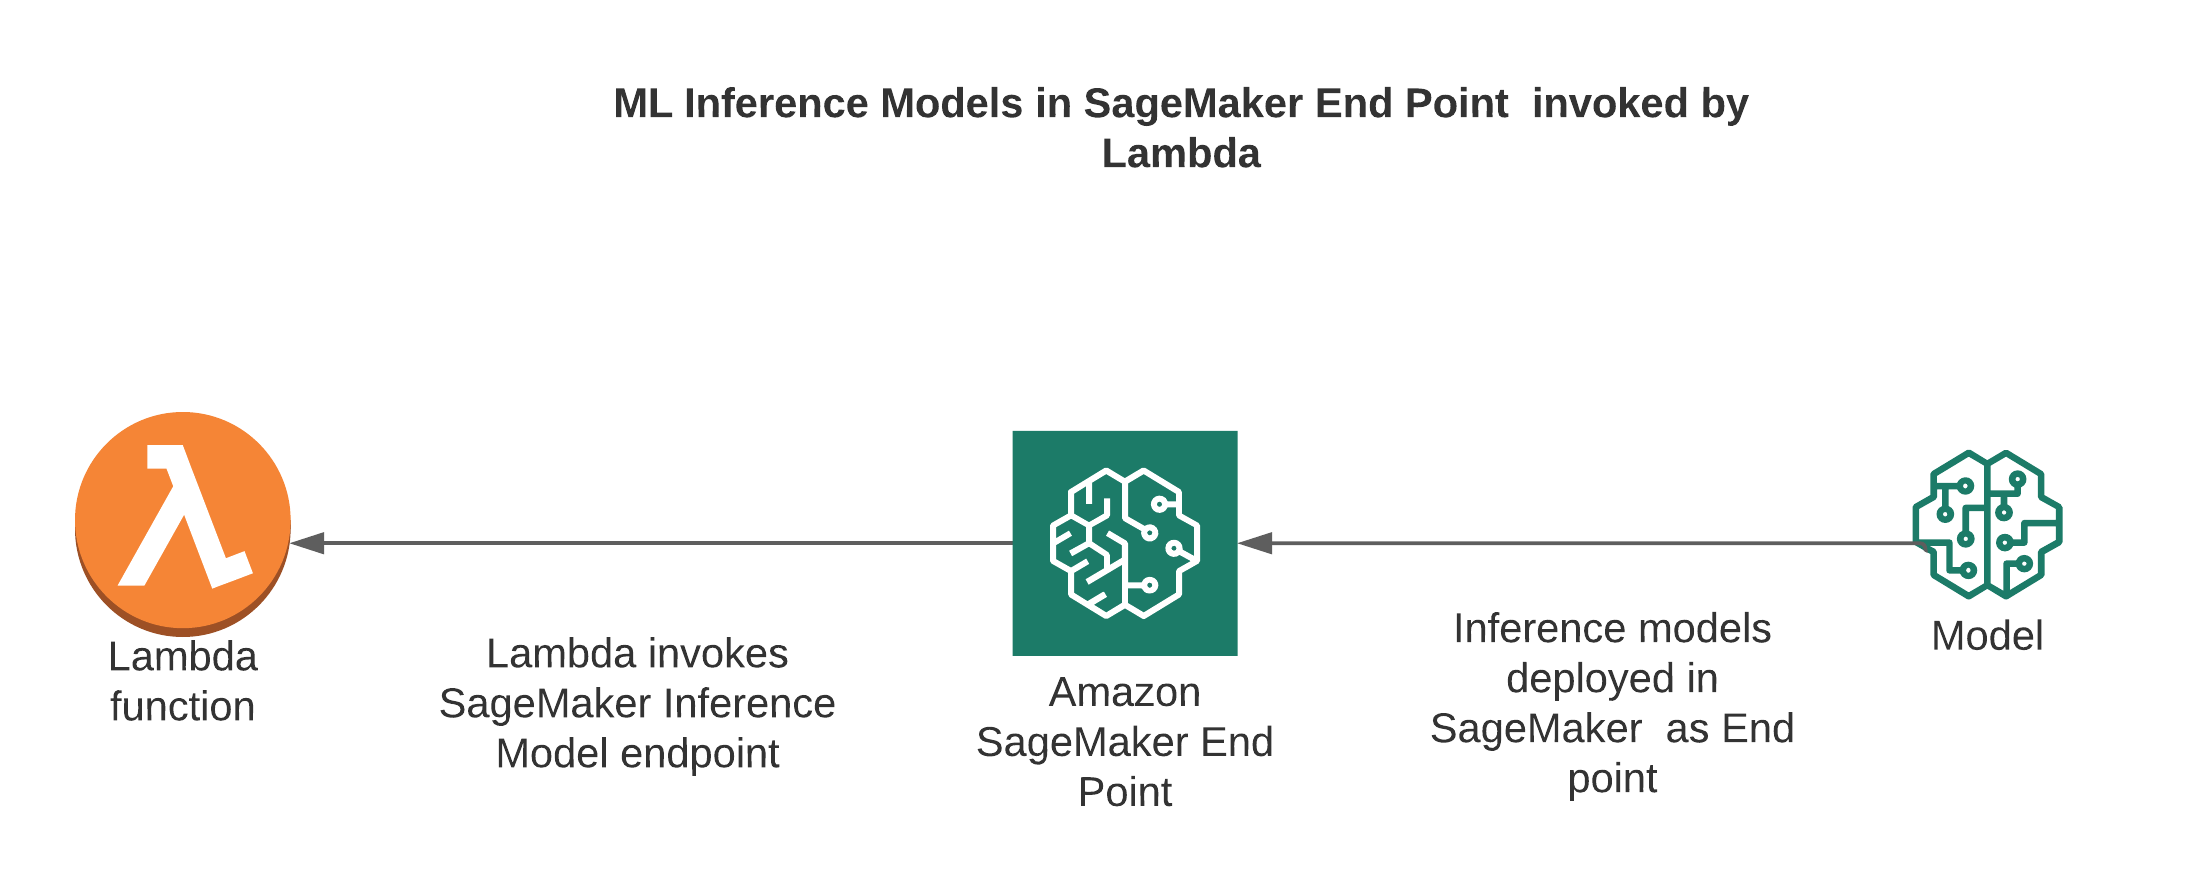 ML Inference Models in SageMaker End Point  invoked by
Lambda
Lambda
function
Lambda invokes
SageMaker Inference
Model endpoint
Amazon
SageMaker End
Point
Inference models
deployed in
SageMaker  as End
point
Model